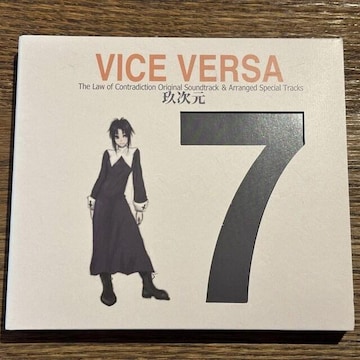 VICE VERSA
The Law of Contradiction Original Soundtrack & Arranged Special Tracks
玖次元
7